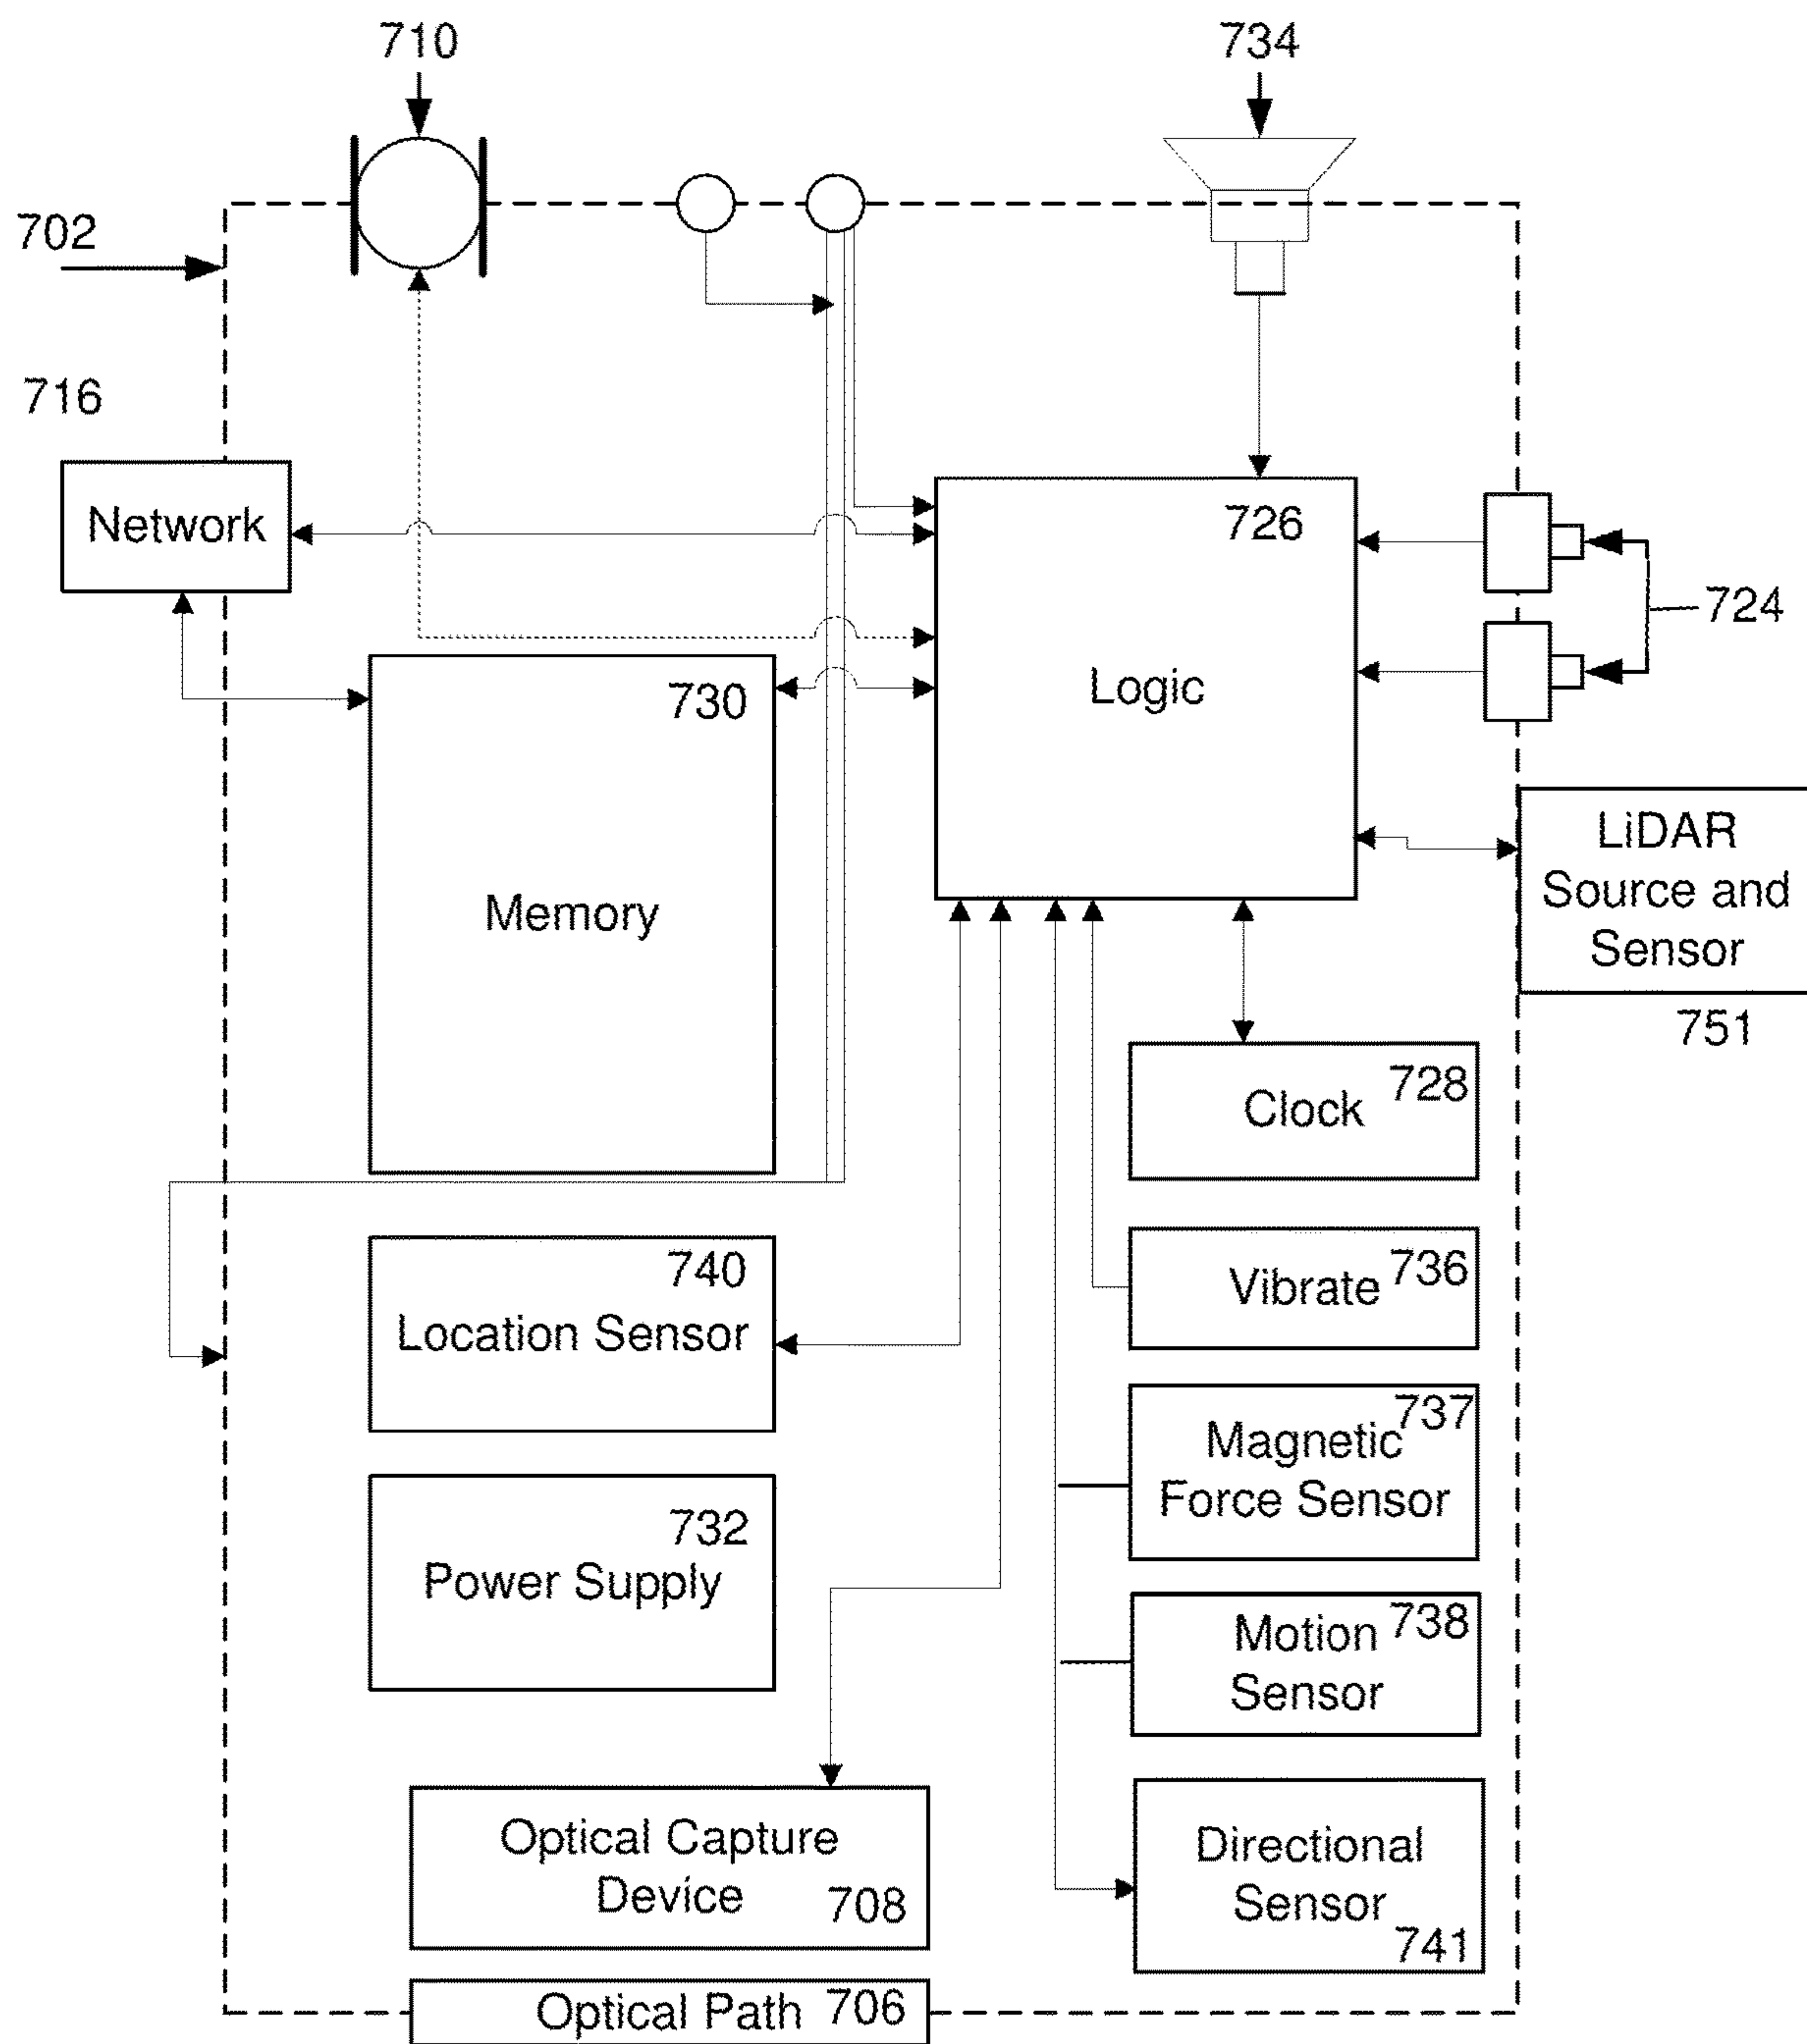 710
734
702
716
Network
726
Logic
724
730
Memory
LiDAR
Source and
Sensor
751
728
Clock
740
Location Sensor
736
Vibrate
737
Magnetic
Force Sensor
732
Power Supply
738
Motion
Sensor
Optical Capture
Device
708
Directional
Sensor
741
Optical Path 706